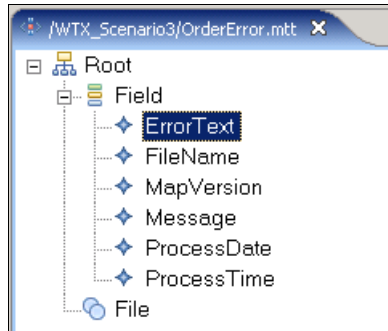 /WTX_Scenario3/OrderError.mtt
Root
Field
ErrorText
FileName
MapVersion
Message
ProcessDate
ProcessTime
File